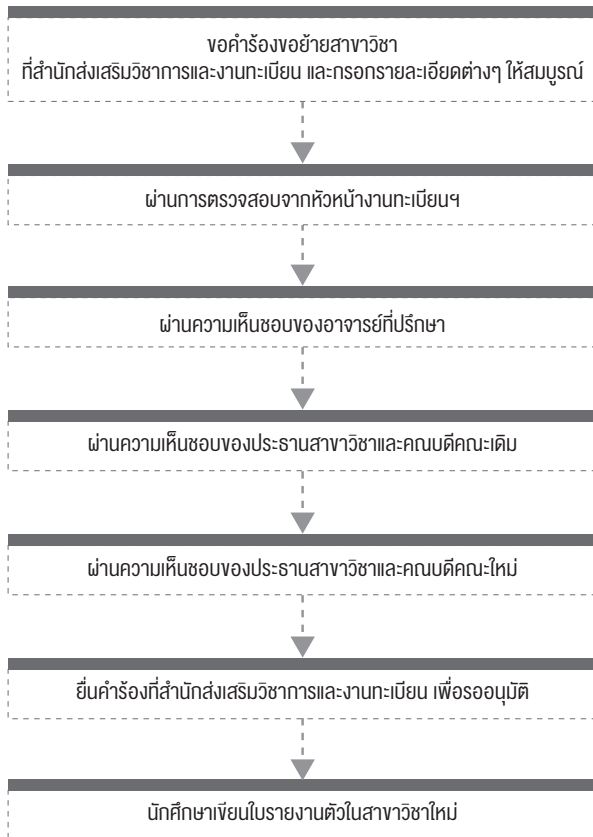 ขอคำร้องขอย้ายสาขาวิชา
ที่สำนักส่งเสริมวิชาการและงานทะเบียน และกรอกรายละเอียดต่างๆ ให้สมบูรณ์
ผ่านการตรวจสอบจากหัวหน้างานทะเบียนฯ
ผ่านความเห็นชอบของอาจารย์ที่ปรึกษา
ผ่านความเห็นชอบของประธานสาขาวิชาและคณบดีคณะเดิม
ผ่านความเห็นชอบของประธานสาขาวิชาและคณบดีคณะใหม่
ยื่นคำร้องที่สำนักส่งเสริมวิชาการและงานทะเบียน เพื่อรออนุมัติ
นักศึกษาเขียนใบรายงานตัวในสาขาวิชาใหม่